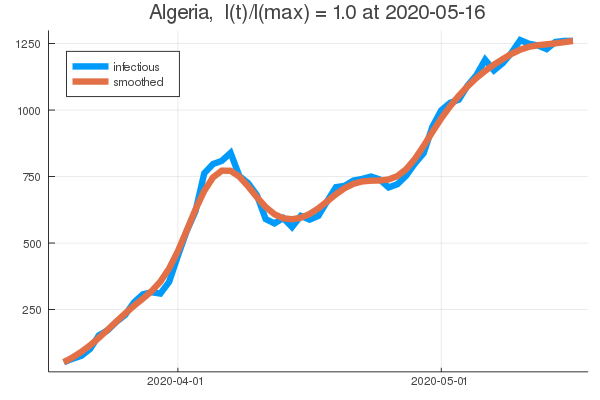 Algeria, I(t)/I(max) = 1.0 at 2020-05-16
1250
infectious
smoothed
1000
750
500
250
2020-04-01
2020-05-01